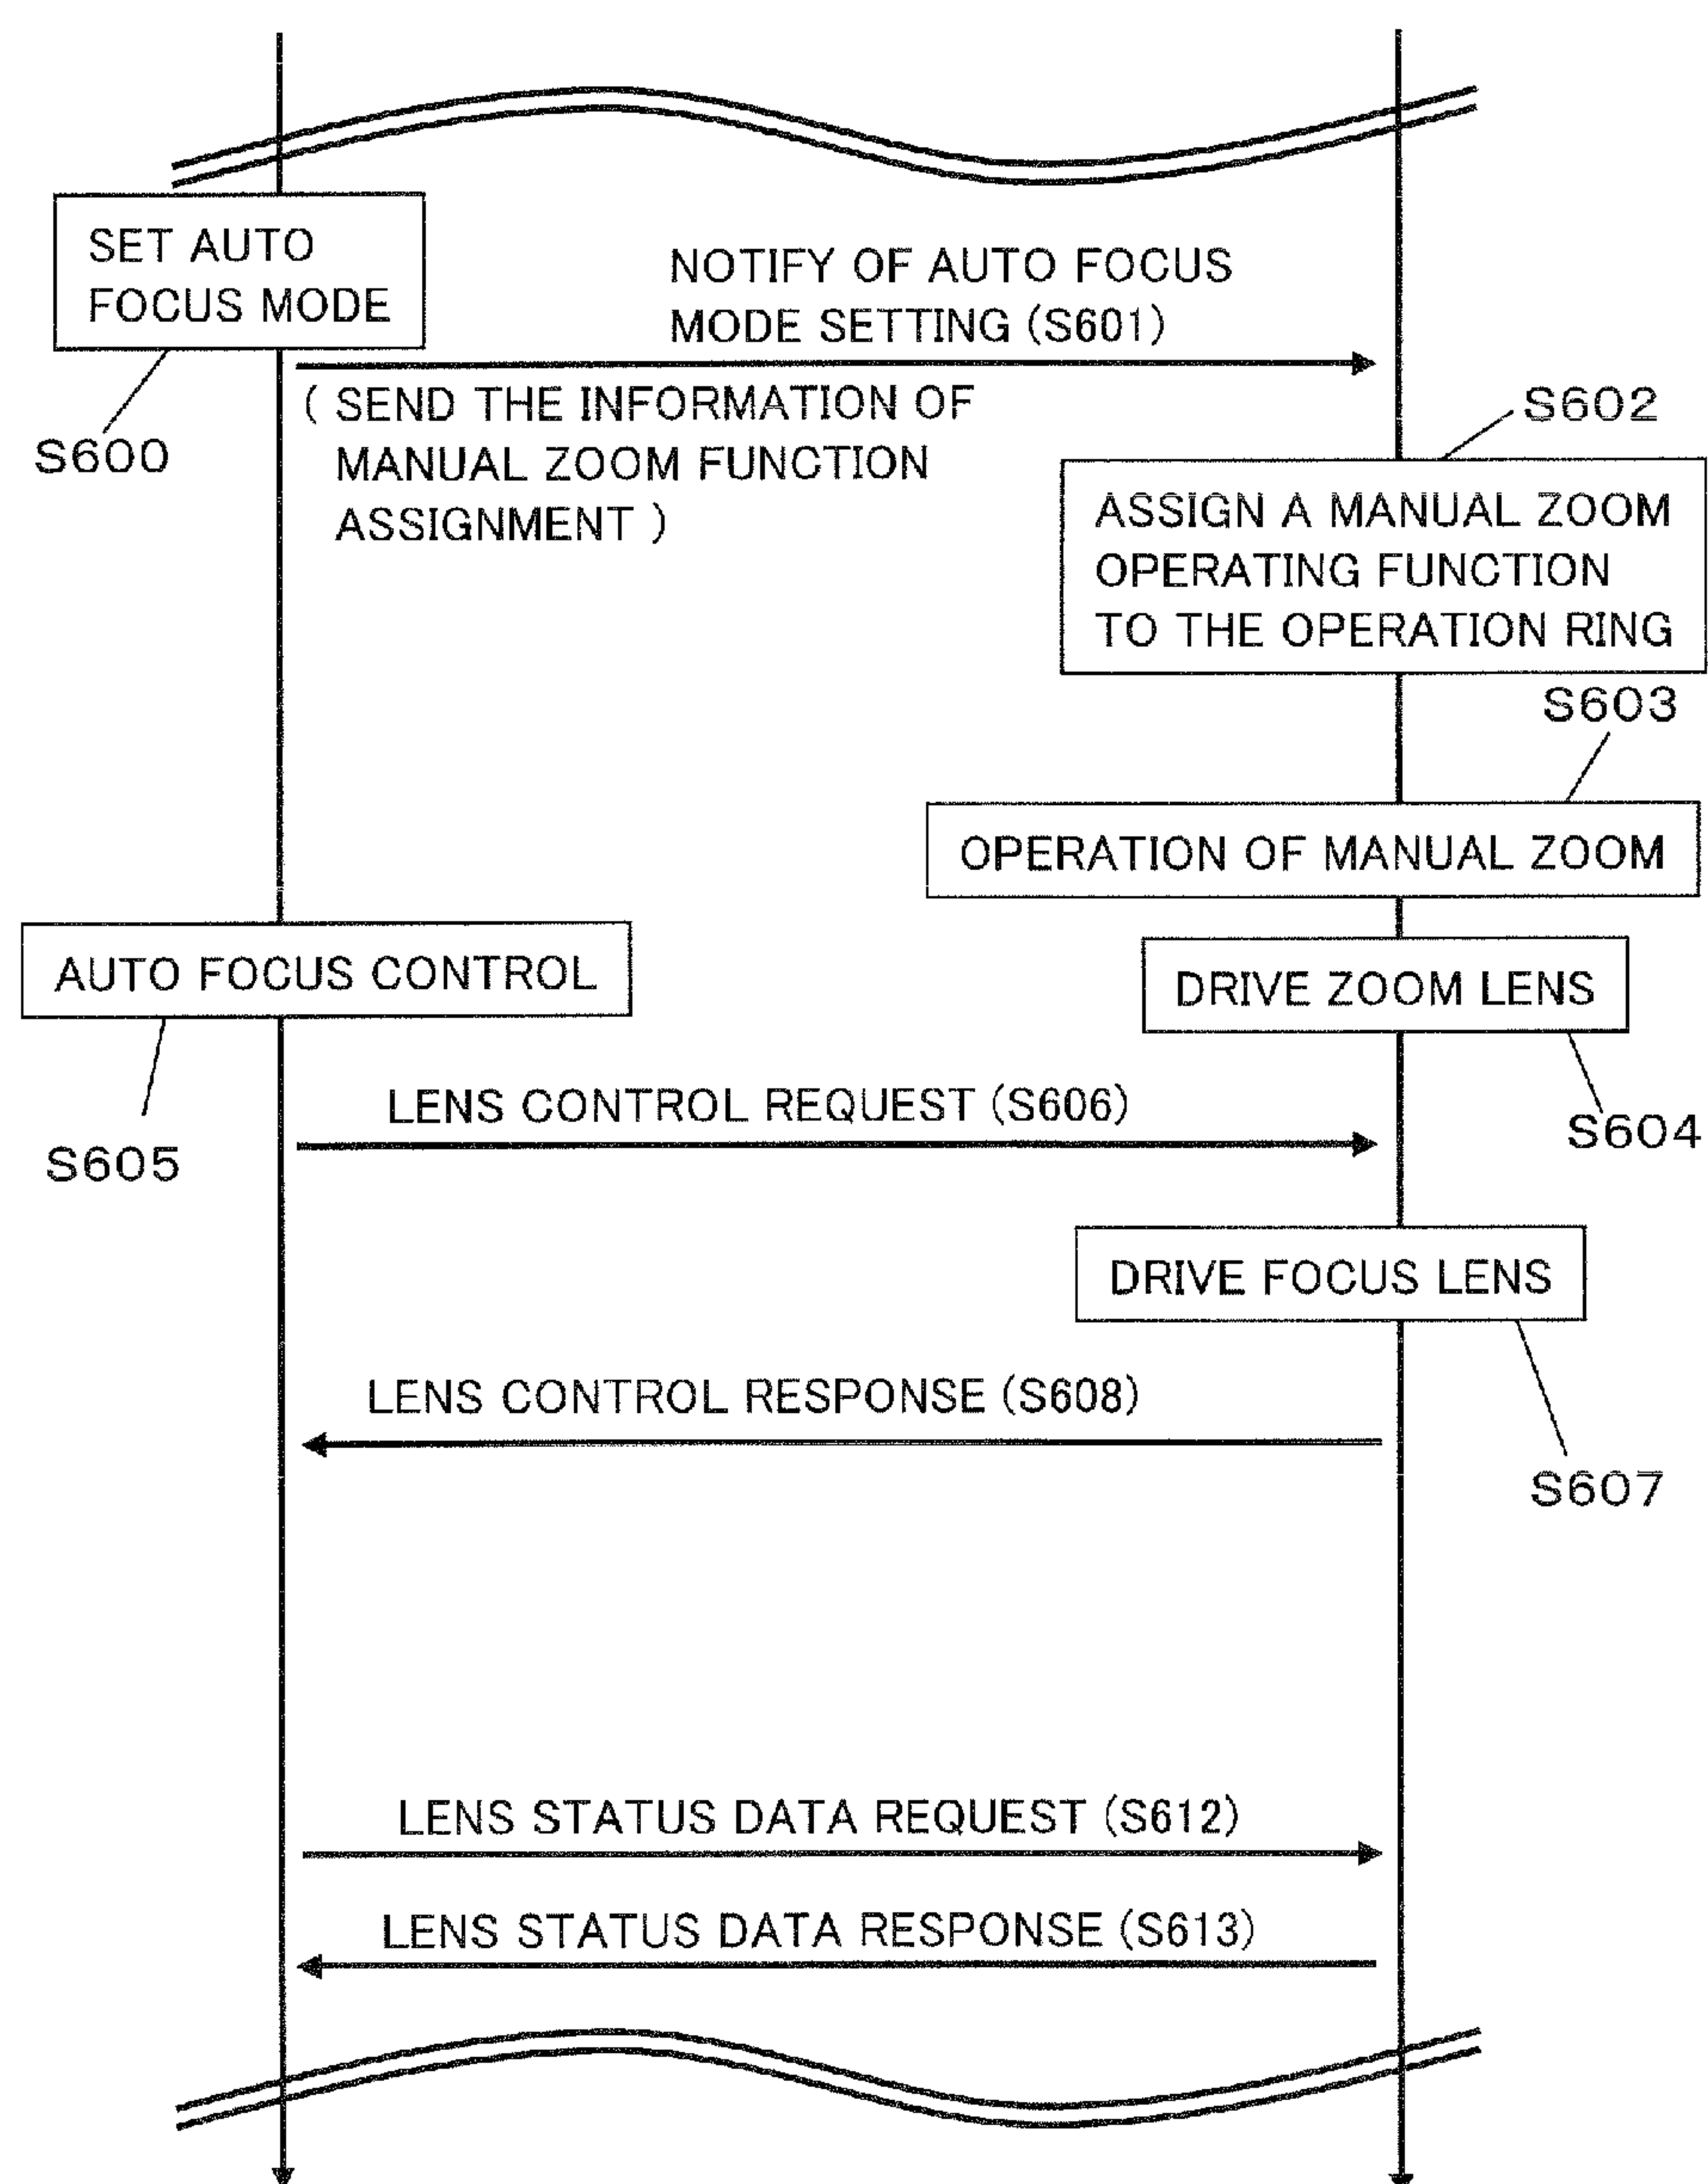 SET AUTO
FOCUS MODE
S600
NOTIFY OF AUTO FOCUS
MODE SETTING (S601)
( SEND THE INFORMATION OF
MANUAL ZOOM FUNCTION
ASSIGNMENT )
S602
ASSIGN A MANUAL ZOOM
OPERATING FUNCTION
TO THE OPERATION RING
S603
OPERATION OF MANUAL ZOOM
AUTO FOCUS CONTROL
S605
DRIVE ZOOM LENS
S604
LENS CONTROL REQUEST (S606)
DRIVE FOCUS LENS
S607
LENS CONTROL RESPONSE (S608)
LENS STATUS DATA REQUEST (S612)
LENS STATUS DATA RESPONSE (S613)